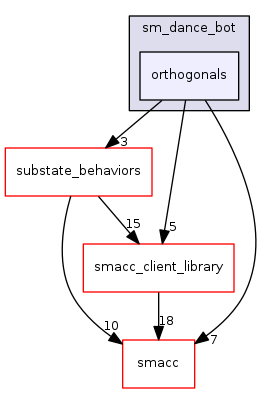 sm_dance_bot
orthogonals
3
substate_behaviors
15
5
smacc_client_library
10
18
7
smacc